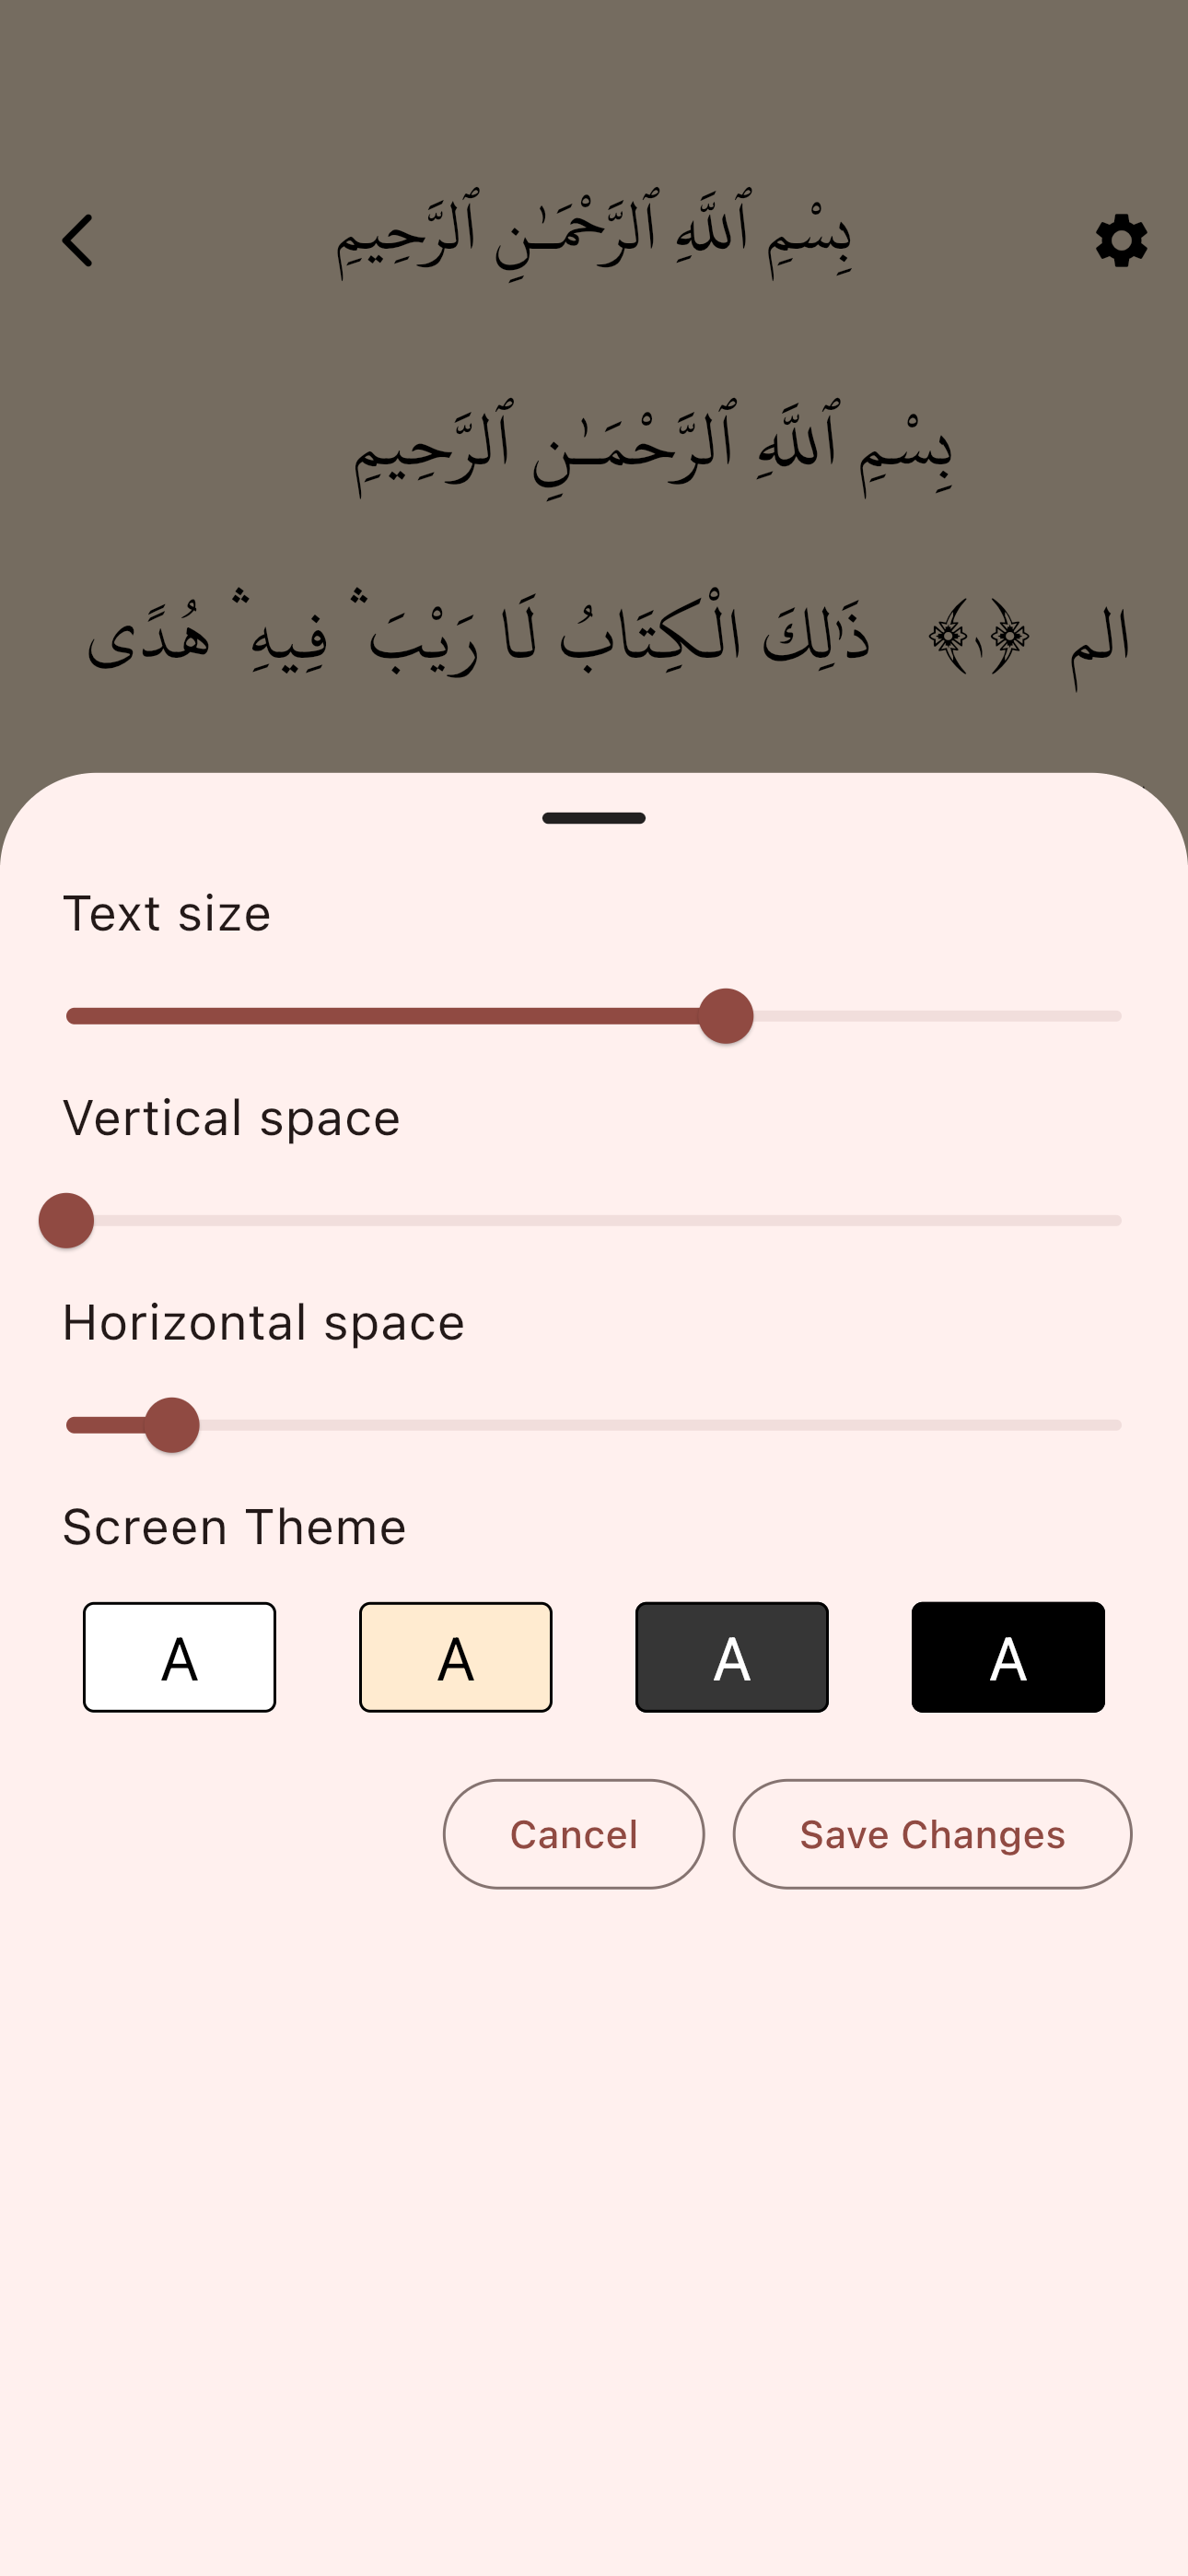 بِسْمِ ٱللَّهِ ٱلرَّحْمَـٰنِ ٱلرَّحِيمِ
بِسْمِ ٱللَّهِ ٱلرَّحْمَـٰنِ ٱلرَّحِيمِ
الم ﴿١﴾ ذَٰلِكَ الْكِتَابُ لَا رَيْبَ ۛ فِيهِ ۛ هُدًى
Text size
Vertical space
Horizontal space
Screen Theme
A A A A
Cancel Save Changes